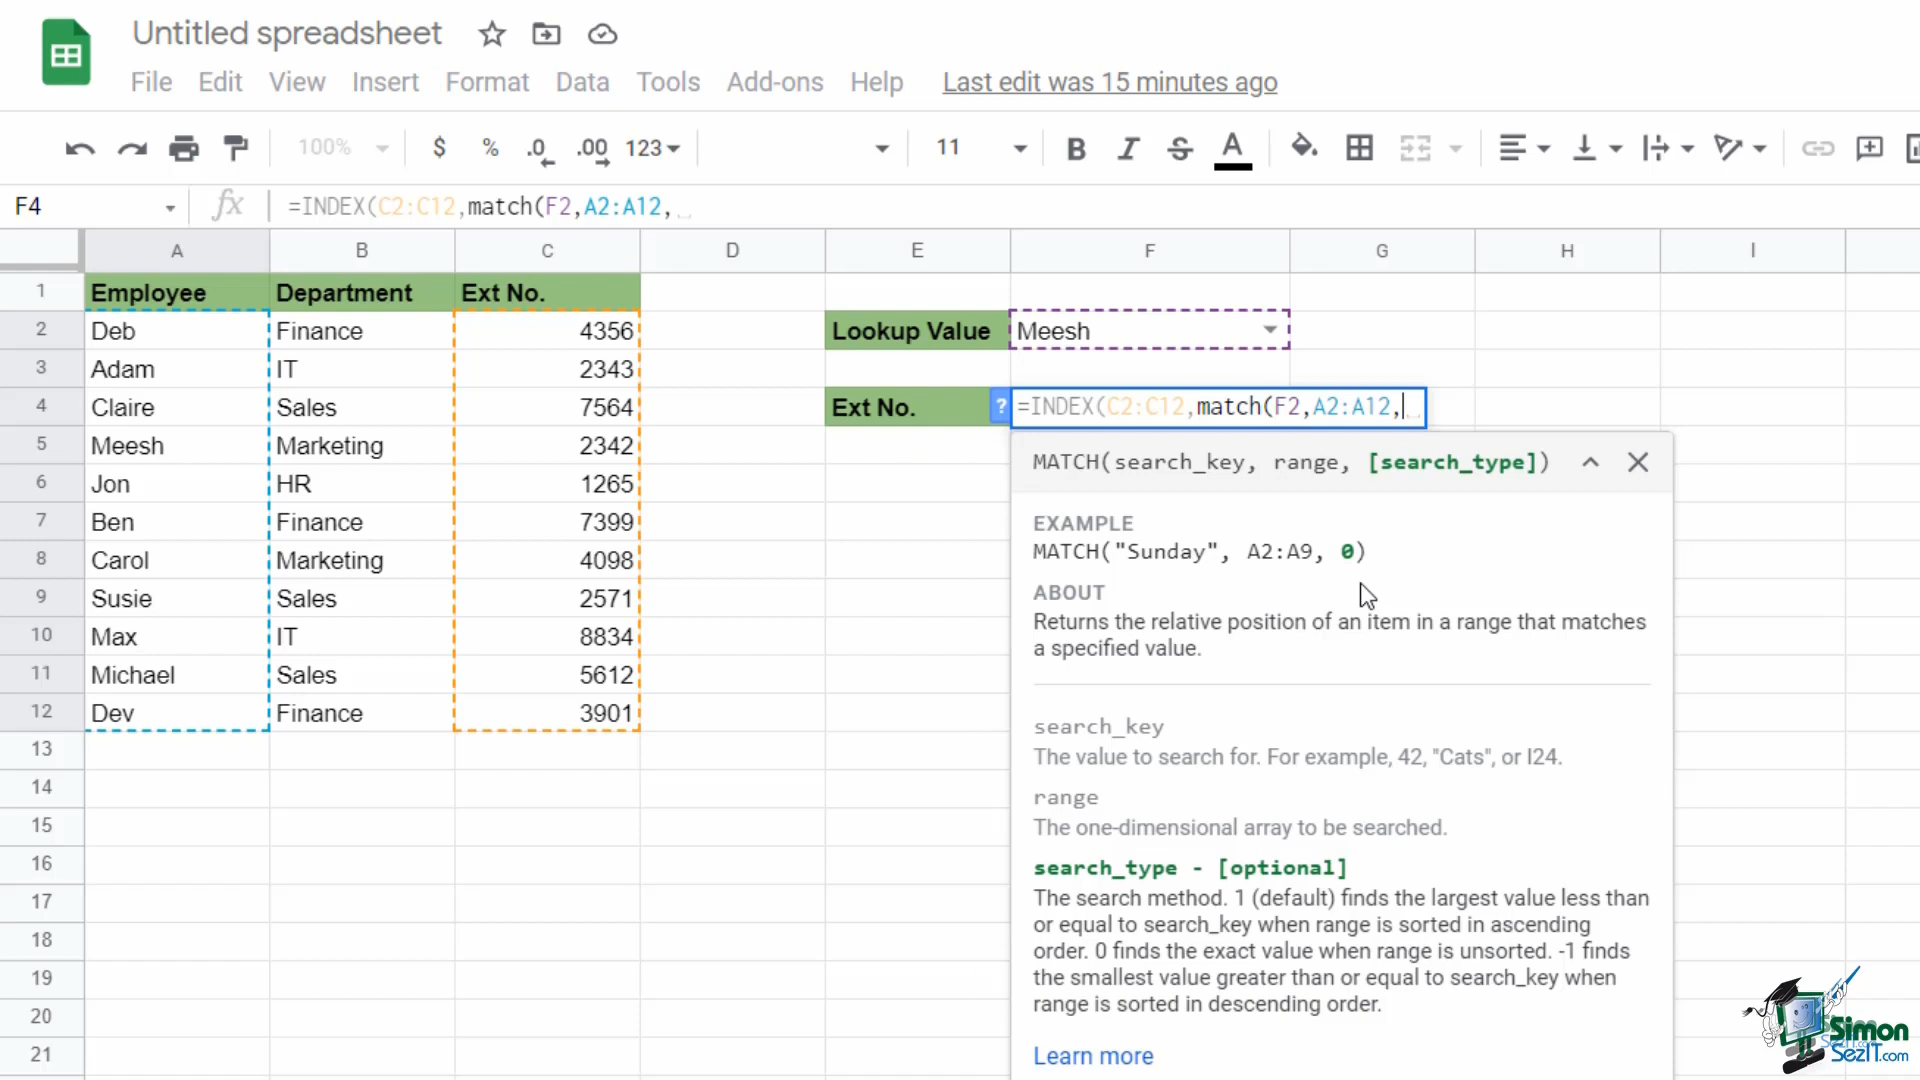 Untitled spreadsheet
File Edit View Insert Format Data Tools Add-ons Help Last edit was 15 minutes ago
100% $ % .0 .00 123 11 B I S A
F4 fx =INDEX(C2:C12,match(F2,A2:A12,
A B C D E F G H I
1 Employee Department Ext No.
2 Deb Finance 4356 Lookup Value Meesh
3 Adam IT 2343
4 Claire Sales 7564 Ext No. ? =INDEX(C2:C12,match(F2,A2:A12,
5 Meesh Marketing 2342
6 Jon HR 1265
7 Ben Finance 7399
8 Carol Marketing 4098
9 Susie Sales 2571
10 Max IT 8834
11 Michael Sales 5612
12 Dev Finance 3901
13
14
15
16
17
18
19
20
21
MATCH(search_key, range, [search_type])
EXAMPLE
MATCH("Sunday", A2:A9, 0)
ABOUT
Returns the relative position of an item in a range that matches
a specified value.
search_key
The value to search for. For example, 42, "Cats", or I24.
range
The one-dimensional array to be searched.
search_type - [optional]
The search method. 1 (default) finds the largest value less than
or equal to search_key when range is sorted in ascending
order. 0 finds the exact value when range is unsorted. -1 finds
the smallest value greater than or equal to search_key when
range is sorted in descending order.
Learn more
Simon
SezIT.com